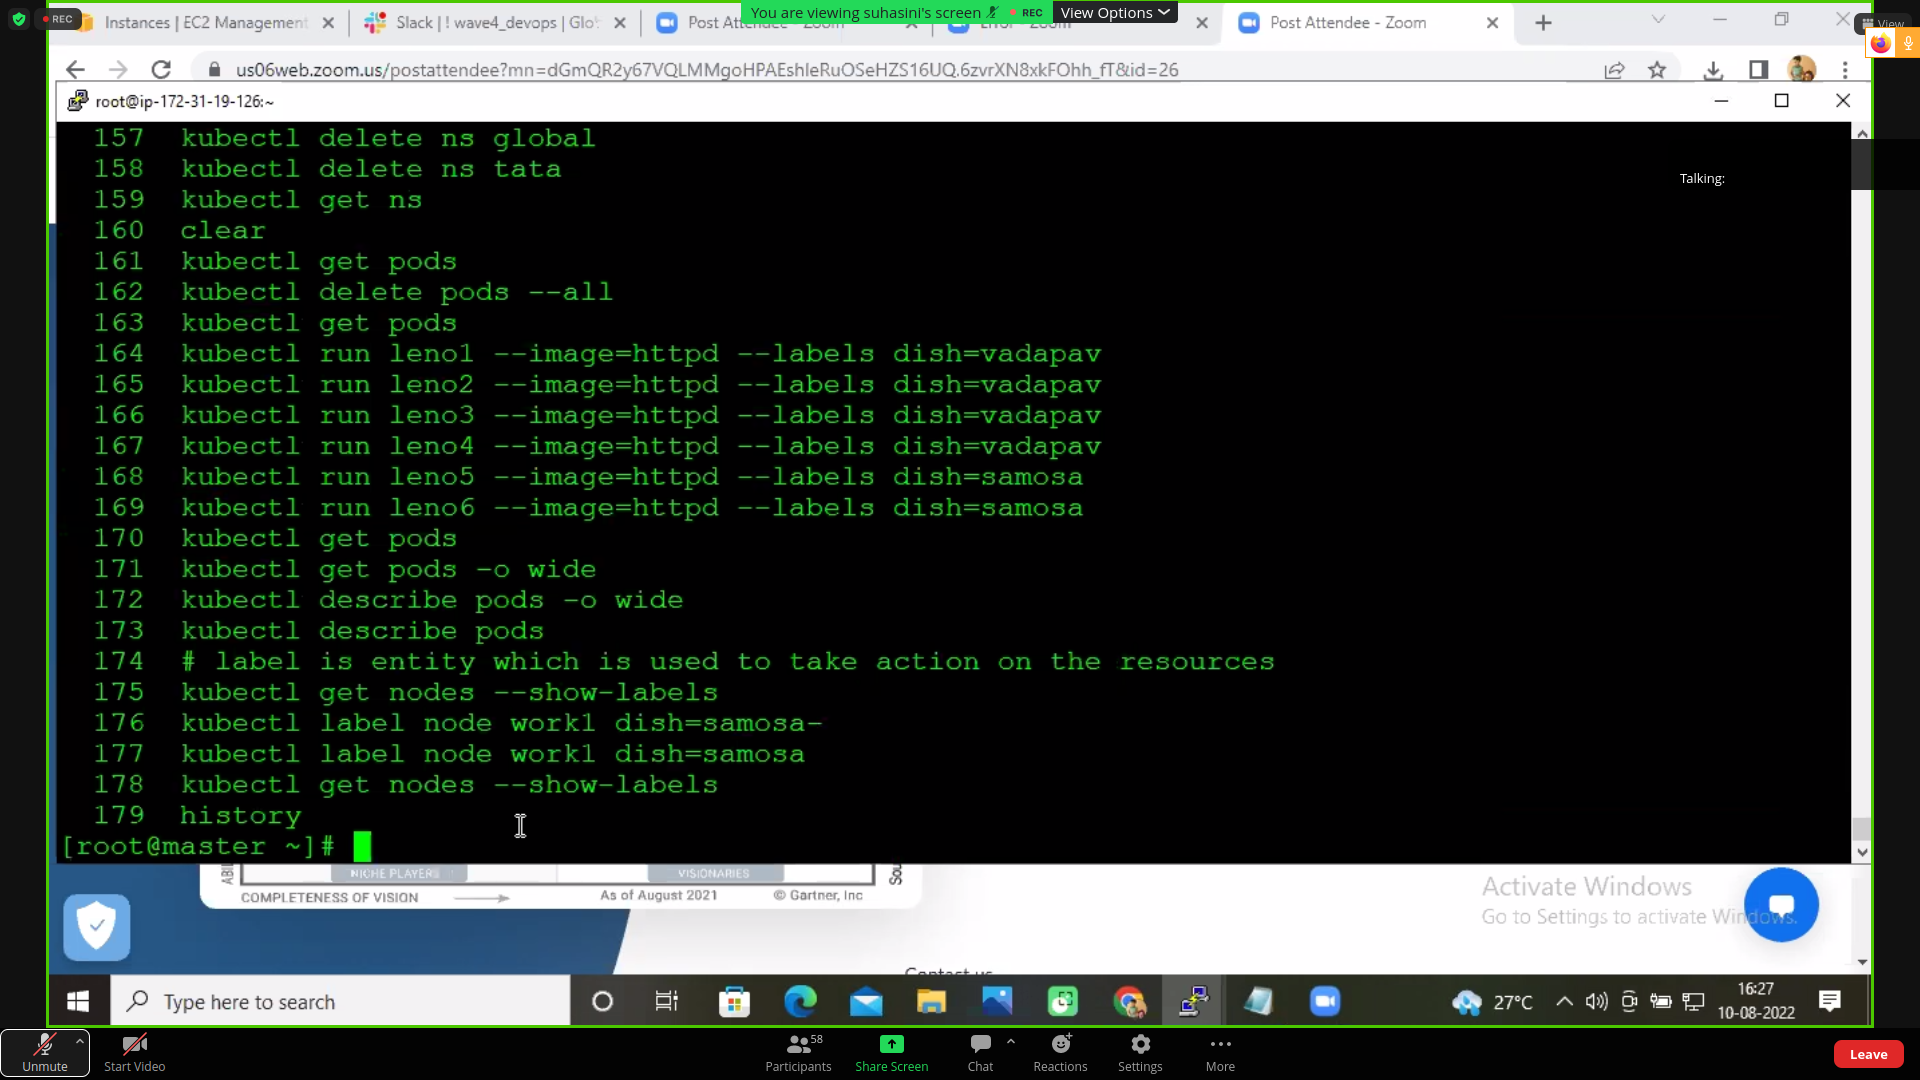 REC
You are viewing suhasini's screen
REC
View Options
View
Instances | EC2 Management
Slack | ! wave4_devops | Glo
Post Attendee - Zoom
Error - Zoom
Post Attendee - Zoom
us06web.zoom.us/postattendee?mn=dGmQR2y67VQLMMgoHPAEshleRuOSeHZS16UQ.6zvrXN8xkFOhh_fT&id=26
root@ip-172-31-19-126:~
Talking:
157 kubectl delete ns global
158 kubectl delete ns tata
159 kubectl get ns
160 clear
161 kubectl get pods
162 kubectl delete pods --all
163 kubectl get pods
164 kubectl run leno1 --image=httpd --labels dish=vadapav
165 kubectl run leno2 --image=httpd --labels dish=vadapav
166 kubectl run leno3 --image=httpd --labels dish=vadapav
167 kubectl run leno4 --image=httpd --labels dish=vadapav
168 kubectl run leno5 --image=httpd --labels dish=samosa
169 kubectl run leno6 --image=httpd --labels dish=samosa
170 kubectl get pods
171 kubectl get pods -o wide
172 kubectl describe pods -o wide
173 kubectl describe pods
174 # label is entity which is used to take action on the resources
175 kubectl get nodes --show-labels
176 kubectl label node work1 dish=samosa-
177 kubectl label node work1 dish=samosa
178 kubectl get nodes --show-labels
179 history
[root@master ~]#
NICHE PLAYERS
VISIONARIES
COMPLETENESS OF VISION
As of August 2021
© Gartner, Inc
Activate Windows
Go to Settings to activate Windows.
Contact us
Type here to search
27°C
16:27
10-08-2022
Unmute
Start Video
58
Participants
Share Screen
Chat
Reactions
Settings
More
Leave